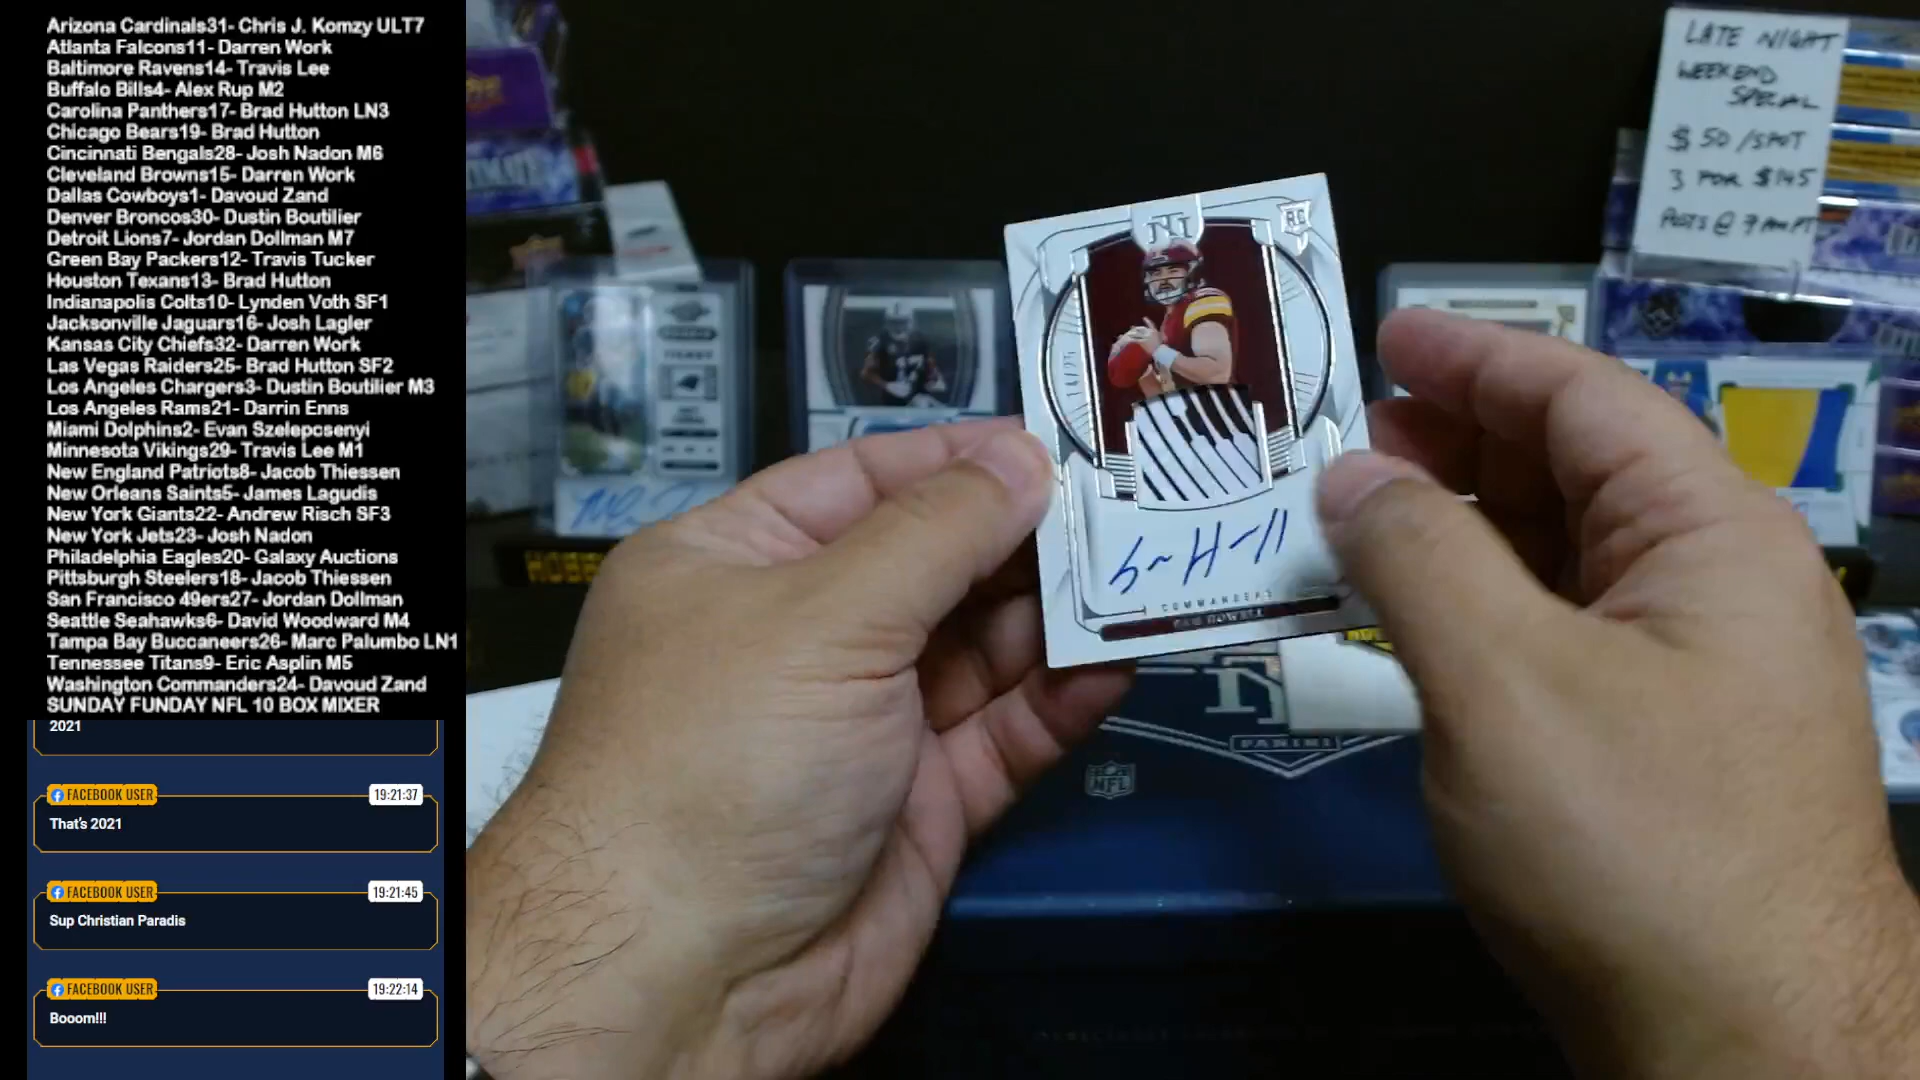 Arizona Cardinals31- Chris J. Komzy ULT7
Atlanta Falcons11- Darren Work
Baltimore Ravens14- Travis Lee
Buffalo Bills4- Alex Rup M2
Carolina Panthers17- Brad Hutton LN3
Chicago Bears19- Brad Hutton
Cincinnati Bengals28- Josh Nadon M6
Cleveland Browns15- Darren Work
Dallas Cowboys1- Davoud Zand
Denver Broncos30- Dustin Boutilier
Detroit Lions7- Jordan Dollman M7
Green Bay Packers12- Travis Tucker
Houston Texans13- Brad Hutton
Indianapolis Colts10- Lynden Voth SF1
Jacksonville Jaguars16- Josh Lagler
Kansas City Chiefs32- Darren Work
Las Vegas Raiders25- Brad Hutton SF2
Los Angeles Chargers3- Dustin Boutilier M3
Los Angeles Rams21- Darrin Enns
Miami Dolphins2- Evan Szelepcsenyi
Minnesota Vikings29- Travis Lee M1
New England Patriots8- Jacob Thiessen
New Orleans Saints5- James Lagudis
New York Giants22- Andrew Risch SF3
New York Jets23- Josh Nadon
Philadelphia Eagles20- Galaxy Auctions
Pittsburgh Steelers18- Jacob Thiessen
San Francisco 49ers27- Jordan Dollman
Seattle Seahawks6- David Woodward M4
Tampa Bay Buccaneers26- Marc Palumbo LN1
Tennessee Titans9- Eric Asplin M5
Washington Commanders24- Davoud Zand
SUNDAY FUNDAY NFL 10 BOX MIXER
2021
FACEBOOK USER 19:21:37
That's 2021
FACEBOOK USER 19:21:45
Sup Christian Paradis
FACEBOOK USER 19:22:14
Booom!!!
LATE NIGHT
WEEKEND
SPECIAL
$50/SPOT
3 FOR $145
POSTS @ 7AM PT
RC
COMMANDERS
SAM HOWELL
PANINI
NFL